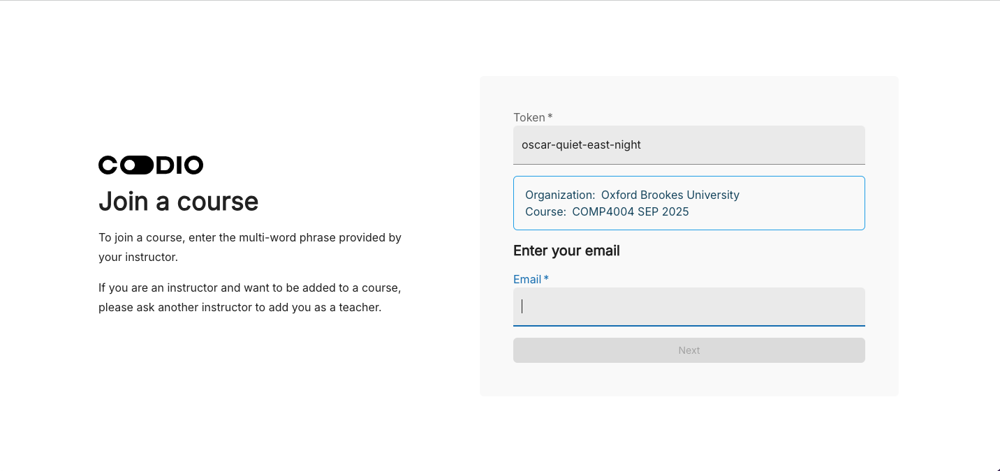 CODIO
Join a course
To join a course, enter the multi-word phrase provided by
your instructor.
If you are an instructor and want to be added to a course,
please ask another instructor to add you as a teacher.
Token *
oscar-quiet-east-night
Organization: Oxford Brookes University
Course: COMP4004 SEP 2025
Enter your email
Email *
Next